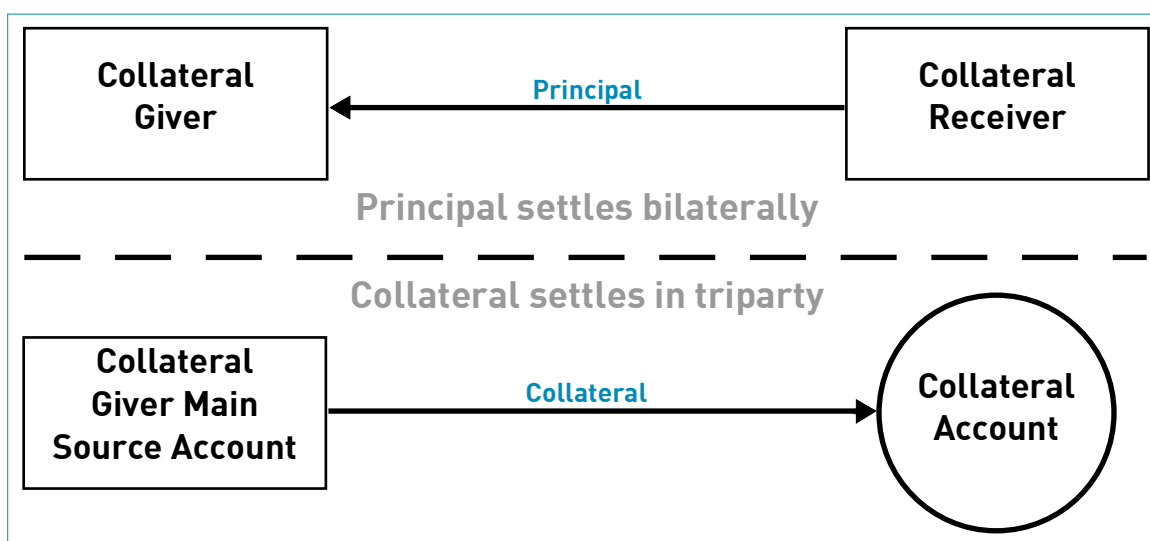 Collateral
Giver
Principal
Collateral
Receiver
Principal settles bilaterally
Collateral settles in triparty
Collateral
Giver Main
Source Account
Collateral
Collateral
Account